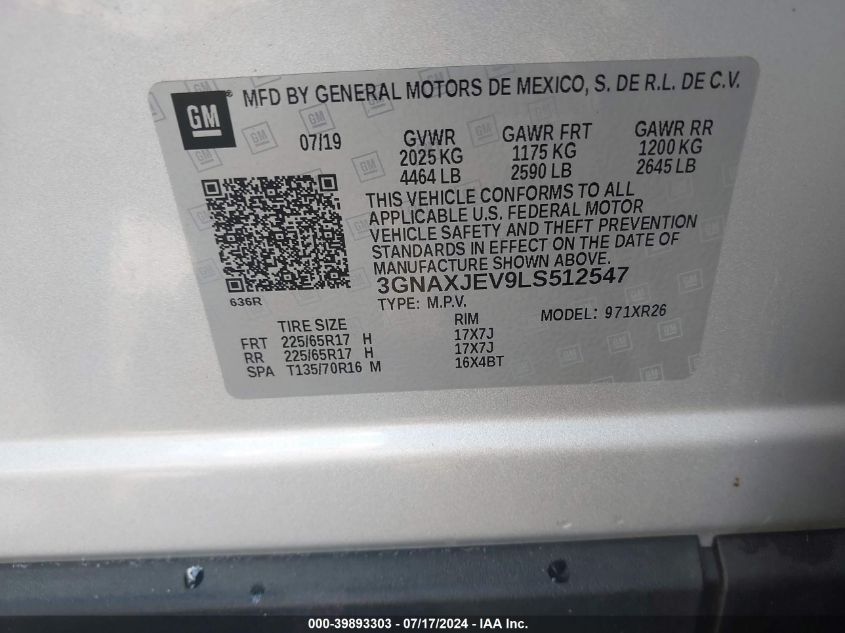 GM ® MFD BY GENERAL MOTORS DE MEXICO, S. DE R.L. DE C.V.
07/19 GVWR GAWR FRT GAWR RR
2025 KG 1175 KG 1200 KG
4464 LB 2590 LB 2645 LB
THIS VEHICLE CONFORMS TO ALL
APPLICABLE U.S. FEDERAL MOTOR
VEHICLE SAFETY AND THEFT PREVENTION
STANDARDS IN EFFECT ON THE DATE OF
MANUFACTURE SHOWN ABOVE.
3GNAXJEV9LS512547
636R TYPE: M.P.V. MODEL: 971XR26
TIRE SIZE RIM
FRT 225/65R17 H 17X7J
RR 225/65R17 H 17X7J
SPA T135/70R16 M 16X4BT
000-39893303 - 07/17/2024 - IAAI Inc.